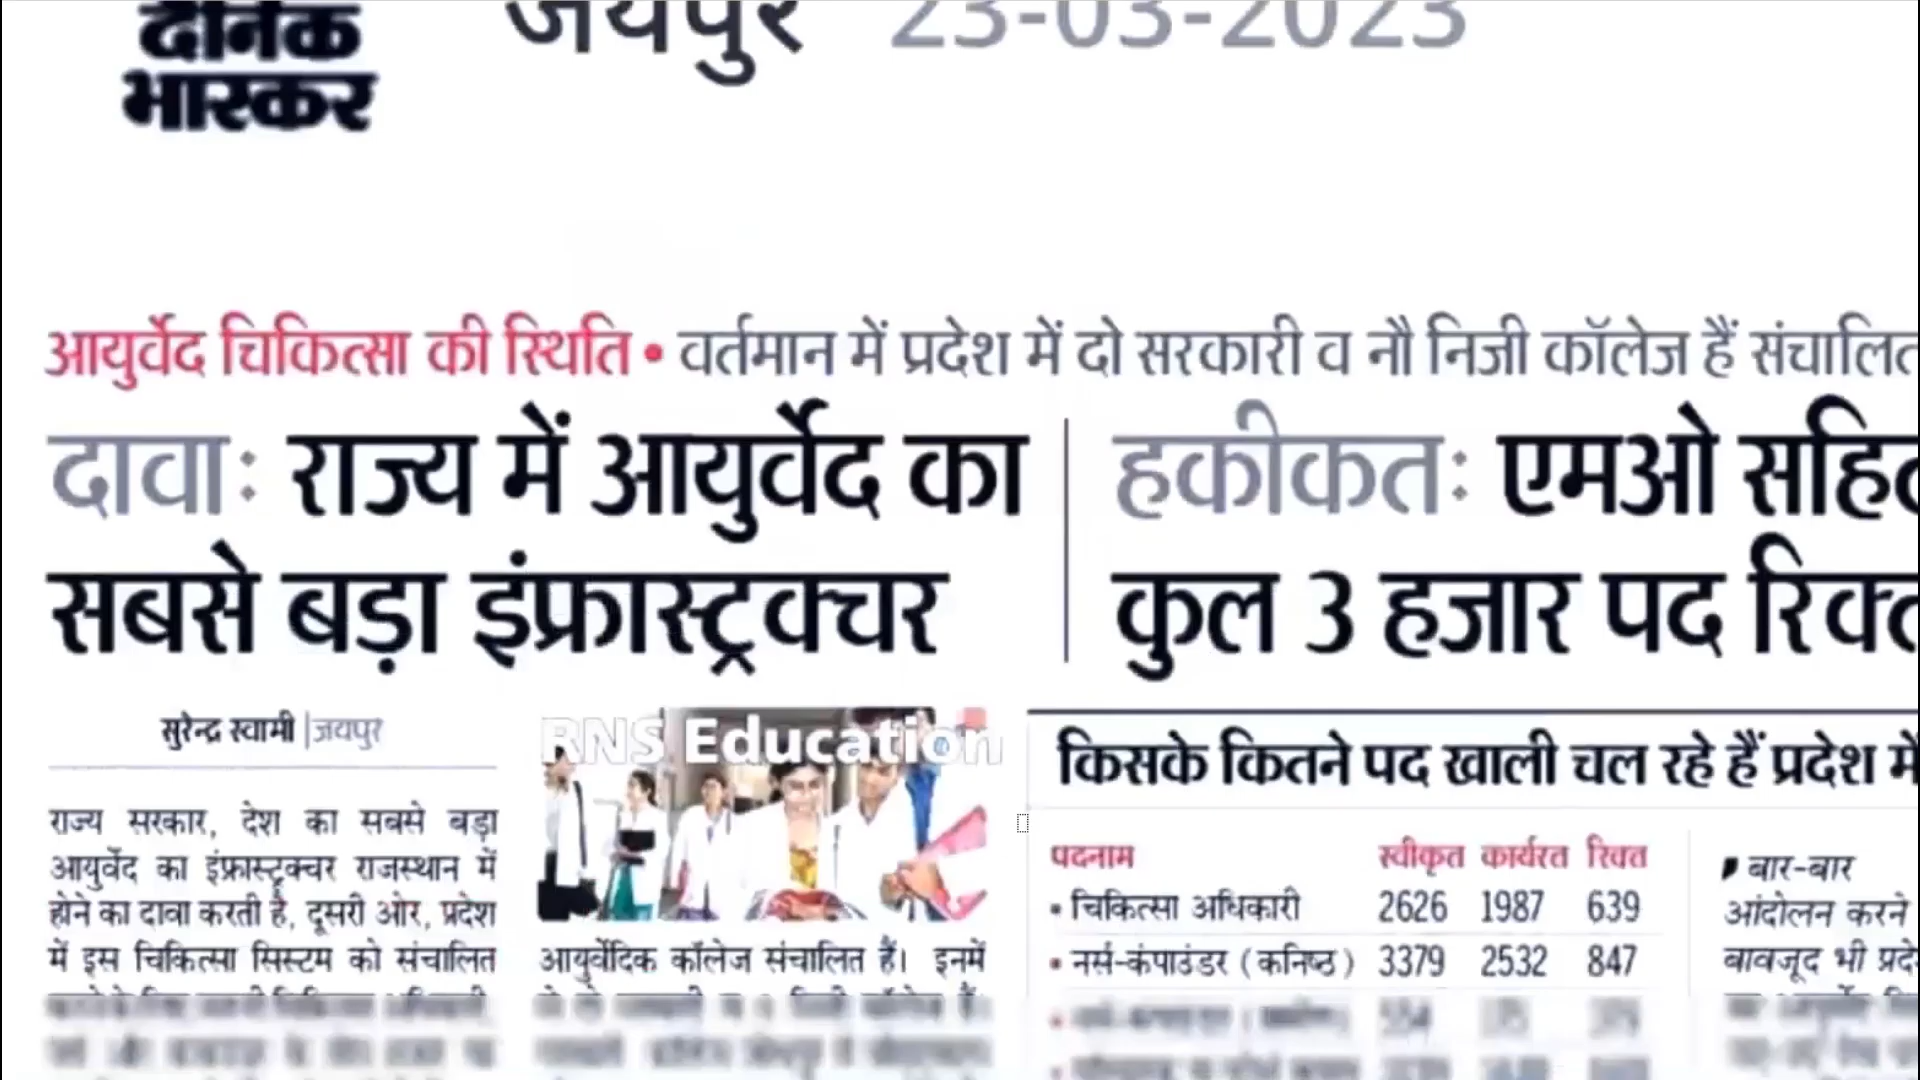 दैनिक
भास्कर
जयपुर 23-03-2023
आयुर्वेद चिकित्सा की स्थिति • वर्तमान में प्रदेश में दो सरकारी व नौ निजी कॉलेज हैं संचालित
दावा: राज्य में आयुर्वेद का
सबसे बड़ा इंफ्रास्ट्रक्चर
हकीकत: एमओ सहित
कुल 3 हजार पद रिक्त
सुरेन्द्र स्वामी | जयपुर
राज्य सरकार, देश का सबसे बड़ा
आयुर्वेद का इंफ्रास्ट्रक्चर राजस्थान में
होने का दावा करती है, दूसरी ओर, प्रदेश
में इस चिकित्सा सिस्टम को संचालित
RNS Education
आयुर्वेदिक कॉलेज संचालित हैं। इनमें
किसके कितने पद खाली चल रहे हैं प्रदेश में
पदनाम स्वीकृत कार्यरत रिक्त
• चिकित्सा अधिकारी 2626 1987 639
• नर्स-कंपाउंडर (कनिष्ठ) 3379 2532 847
बार-बार
आंदोलन करने
बावजूद भी